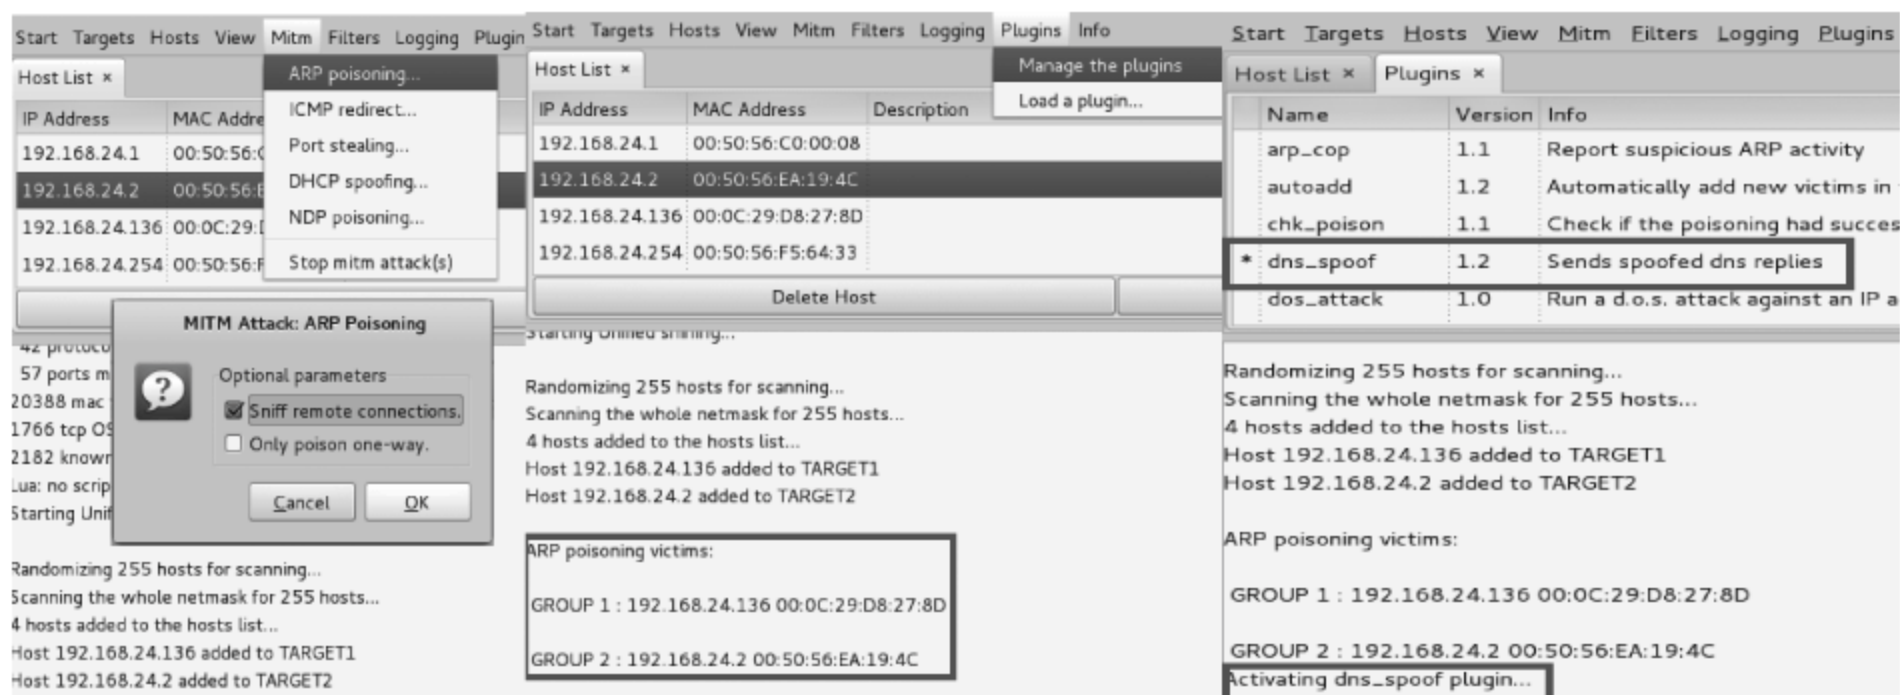 Start Targets Hosts View Mitm Filters Logging Plugin
Host List ×
ARP poisoning...
ICMP redirect...
Port stealing...
DHCP spoofing...
NDP poisoning...
Stop mitm attack(s)
IP Address MAC Addre
192.168.24.1 00:50:56:
192.168.24.2 00:50:56:
192.168.24.136 00:0C:29:
192.168.24.254 00:50:56:
MITM Attack: ARP Poisoning
Optional parameters
Sniff remote connections.
Only poison one-way.
Cancel OK
42 protoco
57 ports m
20388 mac
1766 tcp OS
2182 known
Lua: no scrip
Starting Unif
Randomizing 255 hosts for scanning...
Scanning the whole netmask for 255 hosts...
4 hosts added to the hosts list...
Host 192.168.24.136 added to TARGET1
Host 192.168.24.2 added to TARGET2
Start Targets Hosts View Mitm Filters Logging Plugins Info
Host List ×
Manage the plugins
Load a plugin...
IP Address MAC Address Description
192.168.24.1 00:50:56:C0:00:08
192.168.24.2 00:50:56:EA:19:4C
192.168.24.136 00:0C:29:D8:27:8D
192.168.24.254 00:50:56:F5:64:33
Delete Host
Starting Unified sniffing...
Randomizing 255 hosts for scanning...
Scanning the whole netmask for 255 hosts...
4 hosts added to the hosts list...
Host 192.168.24.136 added to TARGET1
Host 192.168.24.2 added to TARGET2
ARP poisoning victims:
GROUP 1 : 192.168.24.136 00:0C:29:D8:27:8D
GROUP 2 : 192.168.24.2 00:50:56:EA:19:4C
Start Targets Hosts View Mitm Filters Logging Plugins
Host List × Plugins ×
Name Version Info
arp_cop 1.1 Report suspicious ARP activity
autoadd 1.2 Automatically add new victims in
chk_poison 1.1 Check if the poisoning had succes
* dns_spoof 1.2 Sends spoofed dns replies
dos_attack 1.0 Run a d.o.s. attack against an IP a
Randomizing 255 hosts for scanning...
Scanning the whole netmask for 255 hosts...
4 hosts added to the hosts list...
Host 192.168.24.136 added to TARGET1
Host 192.168.24.2 added to TARGET2
ARP poisoning victims:
GROUP 1 : 192.168.24.136 00:0C:29:D8:27:8D
GROUP 2 : 192.168.24.2 00:50:56:EA:19:4C
Activating dns_spoof plugin...